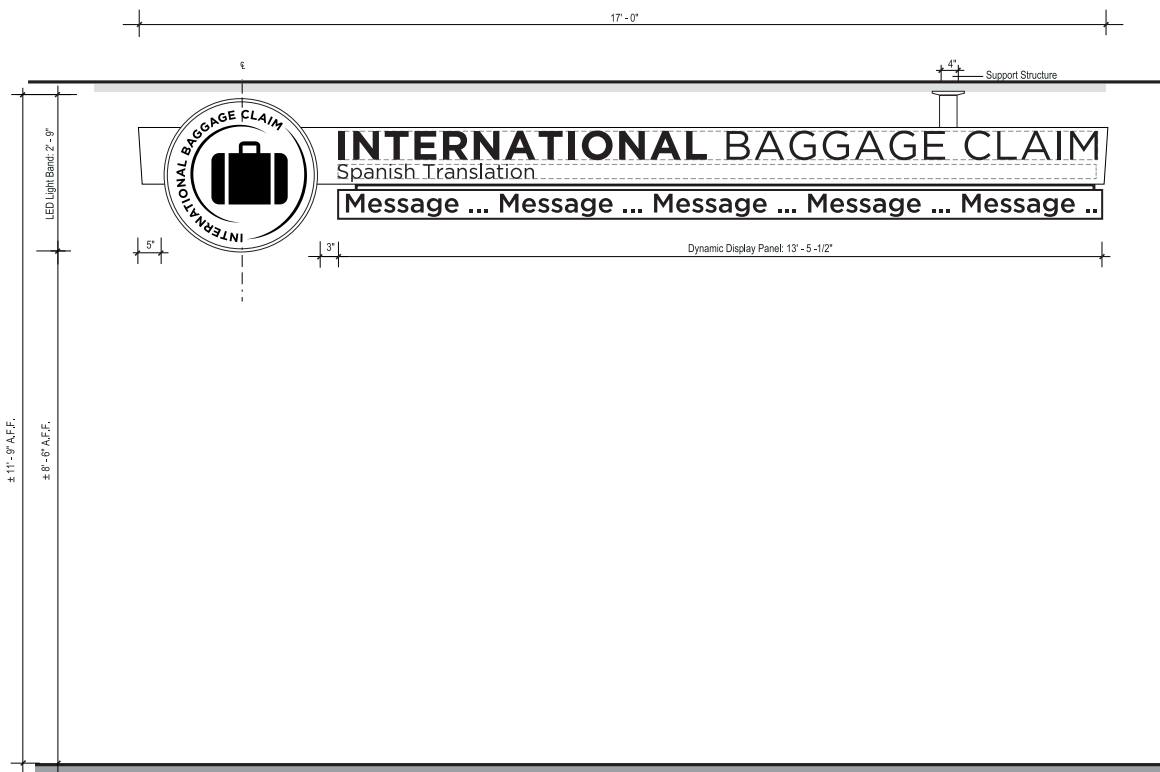 17' - 0"
℄
4"
Support Structure
LED Light Band: 2' - 9"
INTERNATIONAL BAGGAGE CLAIM
INTERNATIONAL BAGGAGE CLAIM
Spanish Translation
Message ... Message ... Message ... Message ... Message ..
5"
3"
Dynamic Display Panel: 13' - 5 -1/2"
± 11' - 9" A.F.F.
± 8' - 6" A.F.F.